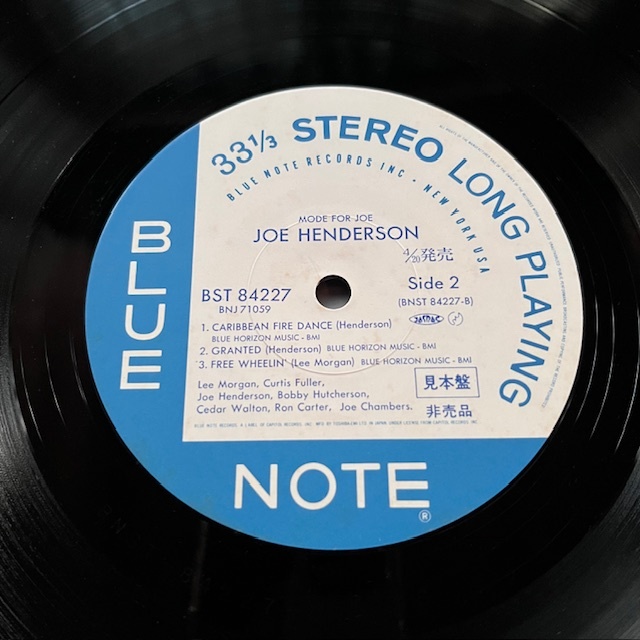 33⅓ STEREO LONG PLAYING
BLUE NOTE RECORDS INC • NEW YORK USA
MODE FOR JOE
JOE HENDERSON
4/20発売
BST 84227
BNJ 71059
Side 2
(BNST 84227-B)
1. CARIBBEAN FIRE DANCE (Henderson)
BLUE HORIZON MUSIC - BMI
2. GRANTED (Henderson) BLUE HORIZON MUSIC - BMI
3. FREE WHEELIN' (Lee Morgan) BLUE HORIZON MUSIC - BMI
Lee Morgan, Curtis Fuller,
Joe Henderson, Bobby Hutcherson,
Cedar Walton, Ron Carter, Joe Chambers.
見本盤
非売品
BLUE
NOTE®